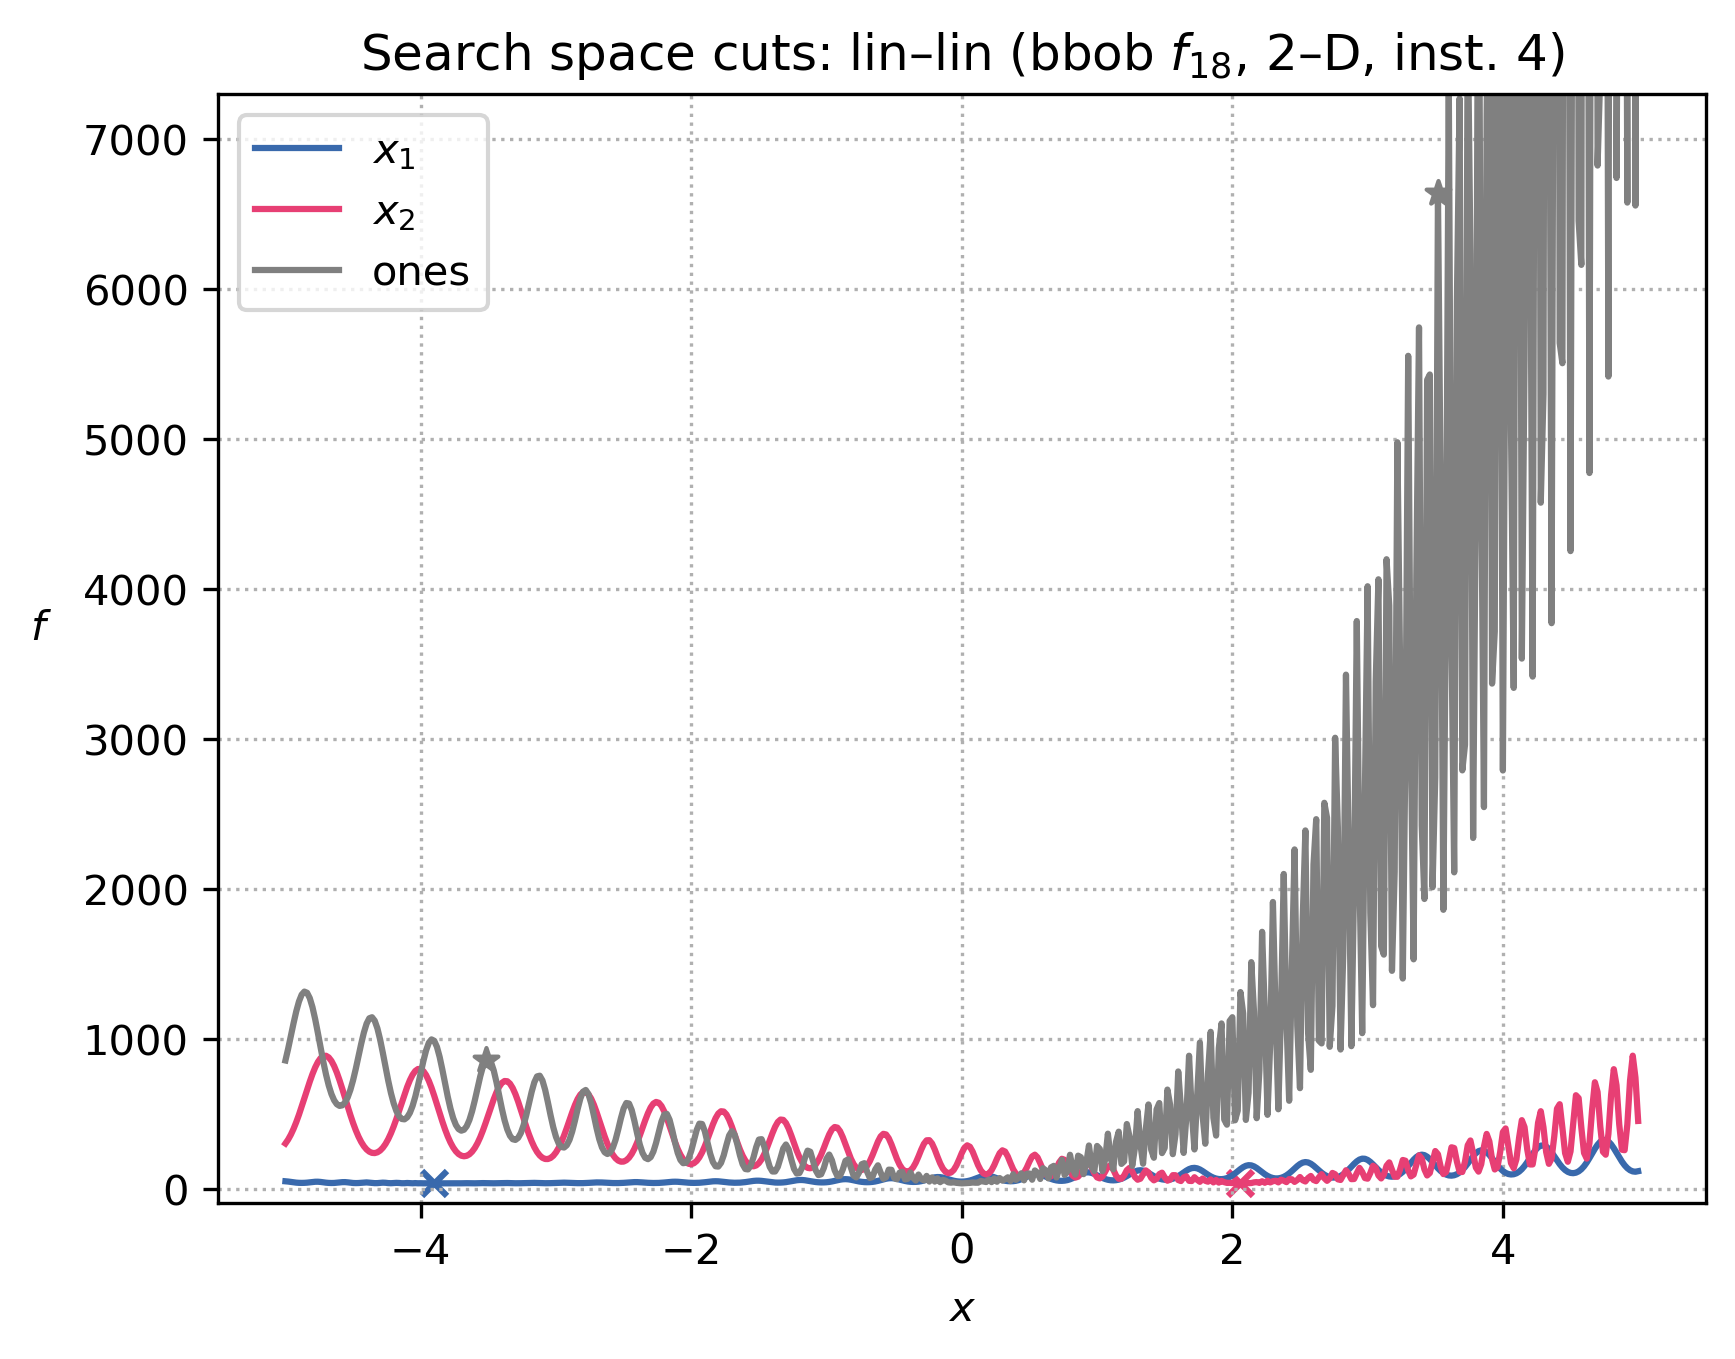 Search space cuts: lin–lin (bbob f₁₈, 2–D, inst. 4)
x₁
x₂
ones
7000
6000
5000
4000
3000
2000
1000
0
f
−4
−2
0
2
4
x